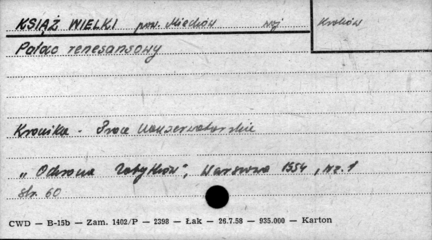 KSIĄŻ WIELKI pow. Miechów woj. Kraków
Pałac renesansowy
Kronika - Prace konserwatorskie
„Ochrona Zabytków", Warszawa 1954, nr. 1
str. 60
CWD — B-15b — Zam. 1402/P — 2398 — Łak — 26.7.58 — 935.000 — Karton